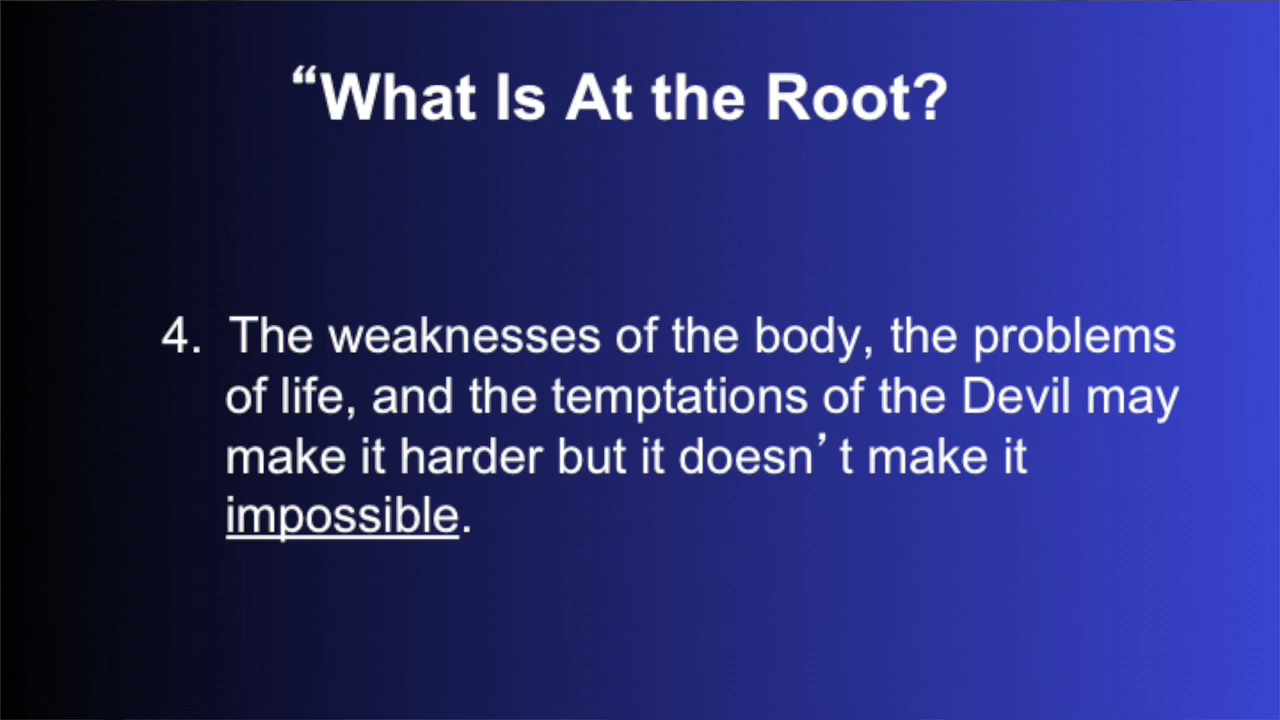 “What Is At the Root?
4. The weaknesses of the body, the problems
of life, and the temptations of the Devil may
make it harder but it doesn’ t make it
impossible.